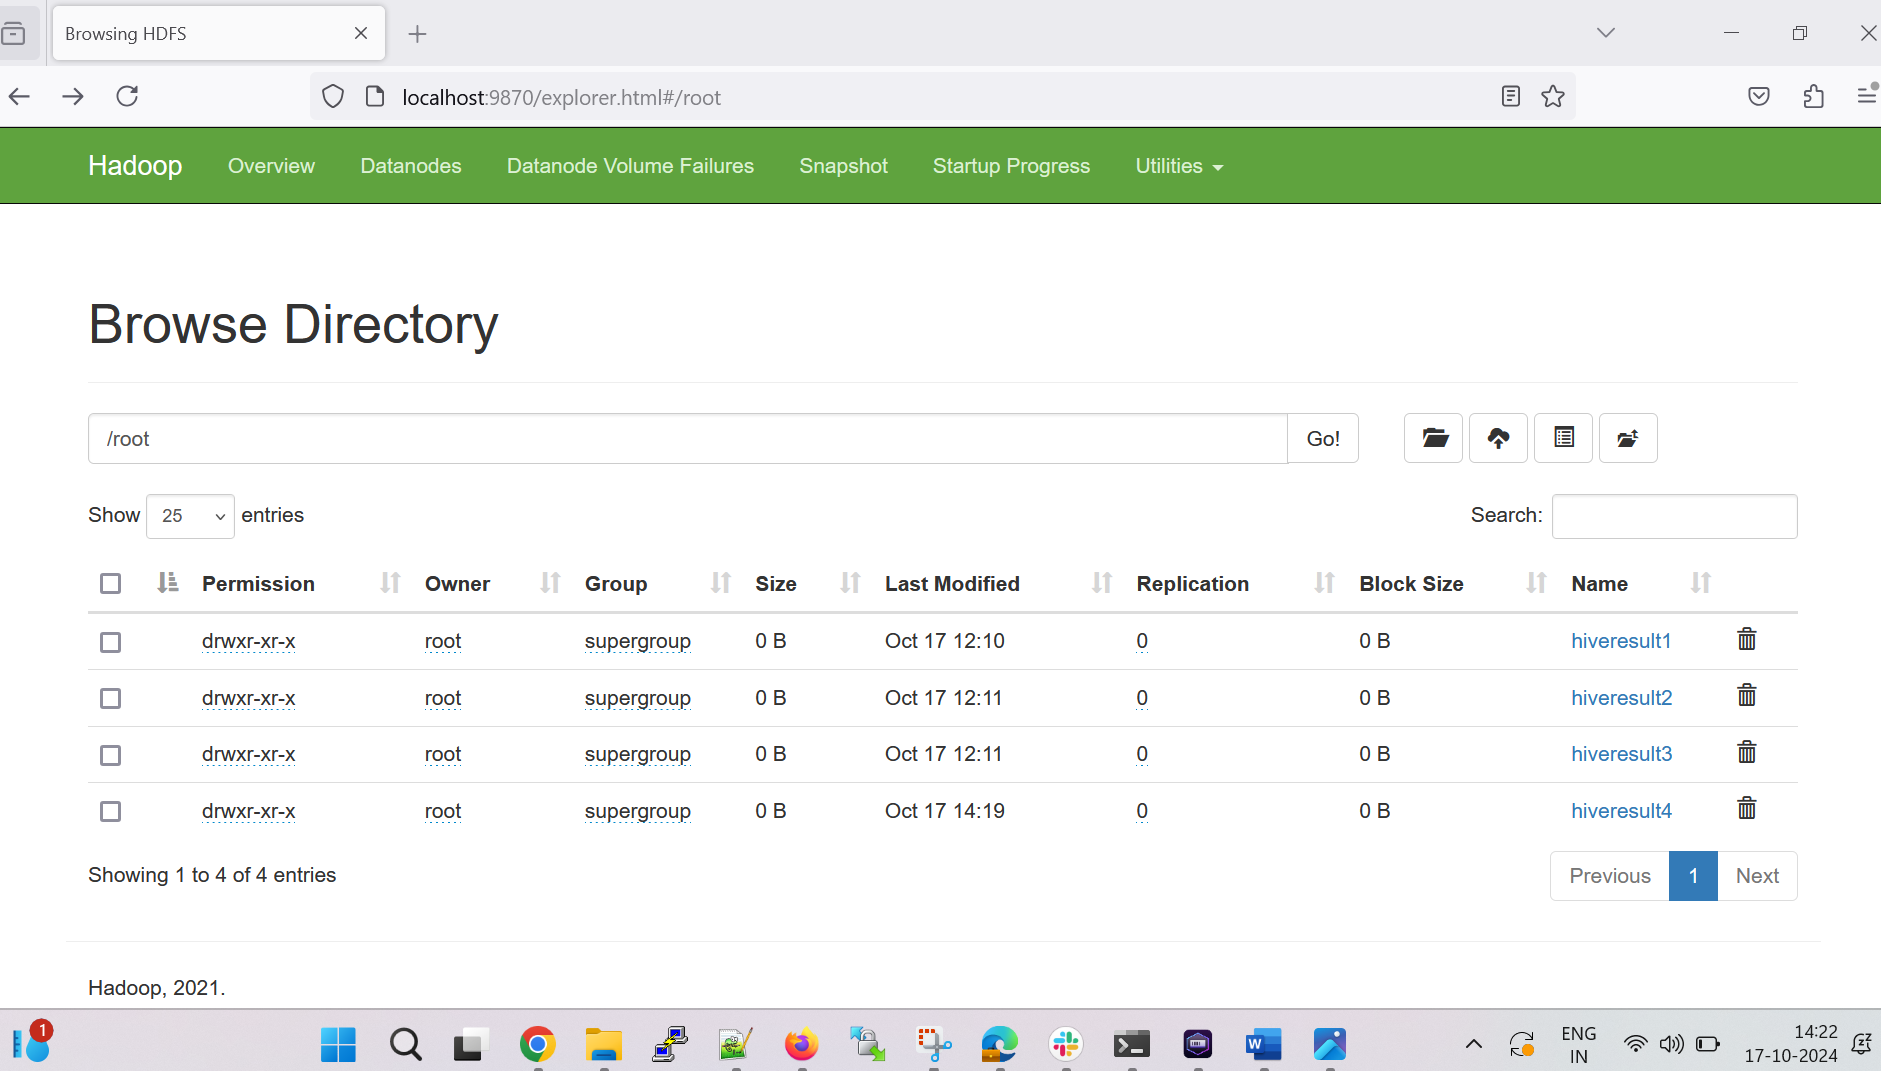 Browsing HDFS
localhost:9870/explorer.html#/root
Hadoop Overview Datanodes Datanode Volume Failures Snapshot Startup Progress Utilities
Browse Directory
/root Go!
Show 25 entries Search:
Permission Owner Group Size Last Modified Replication Block Size Name
drwxr-xr-x root supergroup 0 B Oct 17 12:10 0 0 B hiveresult1
drwxr-xr-x root supergroup 0 B Oct 17 12:11 0 0 B hiveresult2
drwxr-xr-x root supergroup 0 B Oct 17 12:11 0 0 B hiveresult3
drwxr-xr-x root supergroup 0 B Oct 17 14:19 0 0 B hiveresult4
Showing 1 to 4 of 4 entries Previous 1 Next
Hadoop, 2021.
1
W
ENG 14:22
IN 17-10-2024